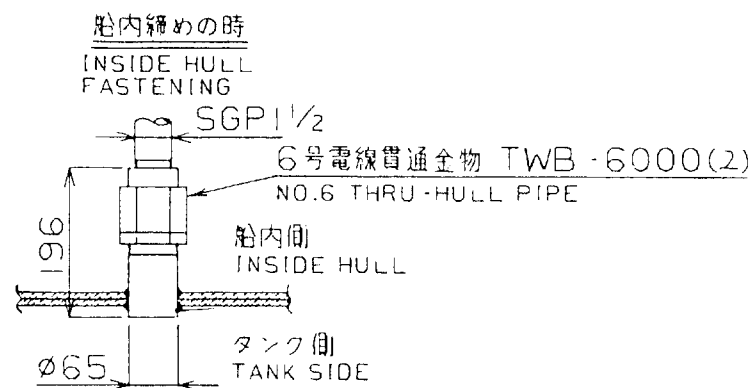 船内締めの時
INSIDE HULL
FASTENING
SGP1 1/2
6号電線貫通金物 TWB-6000(2)
NO.6 THRU-HULL PIPE
196
船内側
INSIDE HULL
タンク側
TANK SIDE
ø65